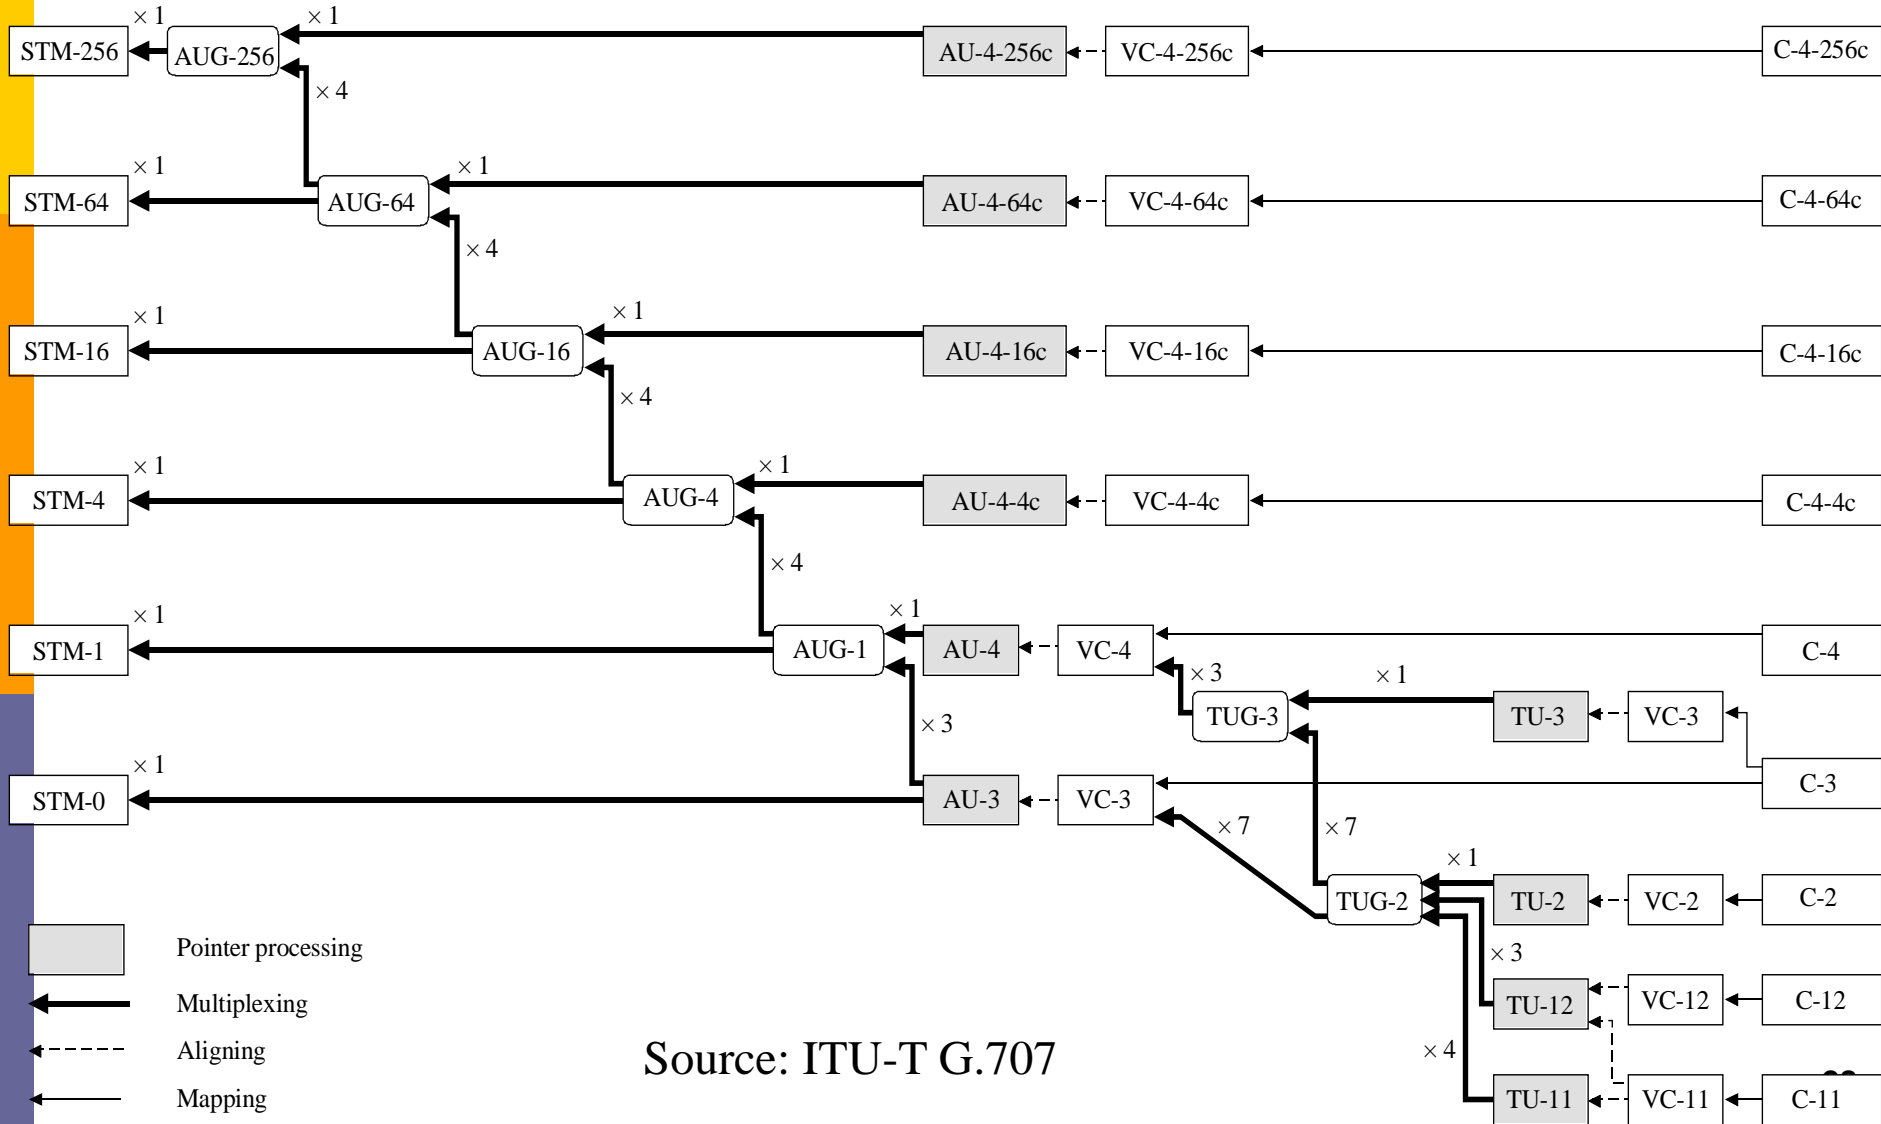 × 1 × 1
STM-256 AUG-256 AU-4-256c VC-4-256c C-4-256c
× 4
× 1 × 1
STM-64 AUG-64 AU-4-64c VC-4-64c C-4-64c
× 4
× 1 × 1
STM-16 AUG-16 AU-4-16c VC-4-16c C-4-16c
× 4
× 1 × 1
STM-4 AUG-4 AU-4-4c VC-4-4c C-4-4c
× 4
× 1 × 1
STM-1 AUG-1 AU-4 VC-4 C-4
× 3 × 1
TUG-3 TU-3 VC-3
× 3
× 1
STM-0 AU-3 VC-3 C-3
× 7 × 7
× 1
TUG-2 TU-2 VC-2 C-2
Pointer processing
× 3
Multiplexing
TU-12 VC-12 C-12
Aligning
Source: ITU-T G.707
× 4
Mapping
TU-11 VC-11 C-11